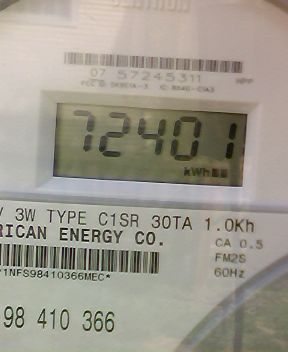 07 57245311
72401
kWh
V 3W TYPE C1SR 30TA 1.0Kh
RICAN ENERGY CO.
CA 0.5
FM2S
60Hz
1NFS98410366MEC*
98 410 366